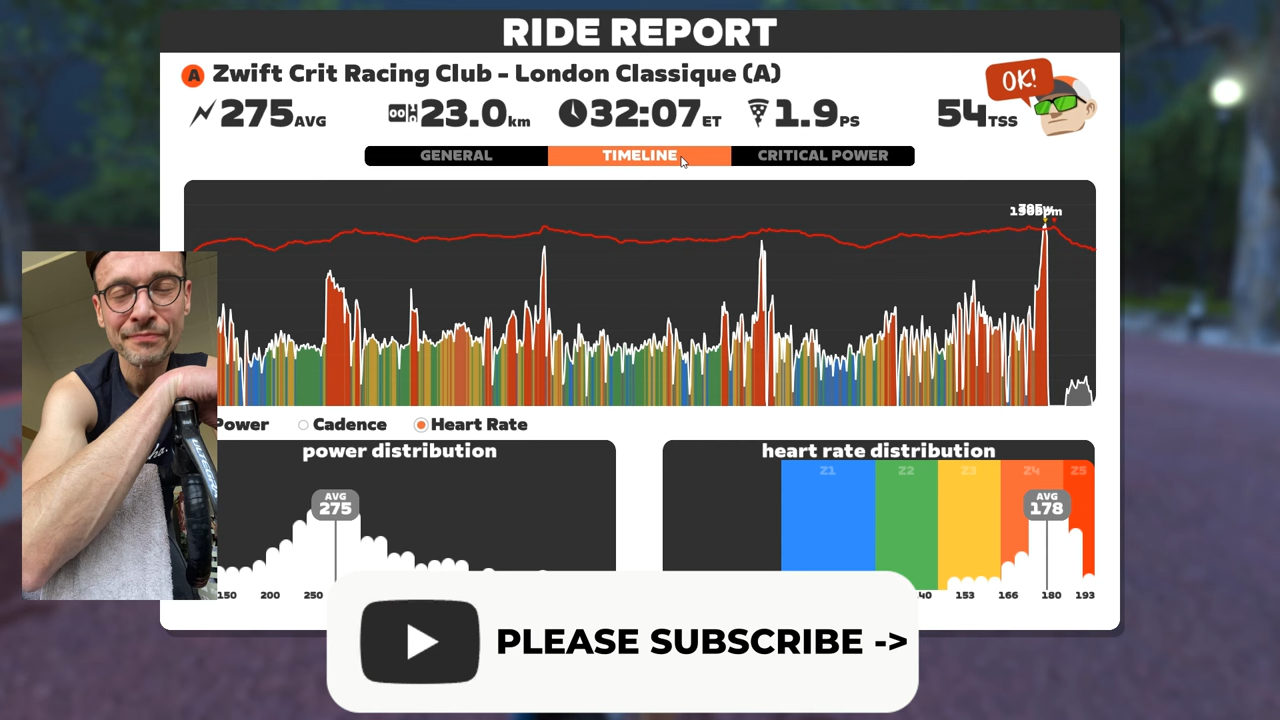 RIDE REPORT
A Zwift Crit Racing Club - London Classique (A)
OK!
275AVG 23.0km 32:07ET 1.9PS 54TSS
GENERAL TIMELINE CRITICAL POWER
190bpm
Power Cadence Heart Rate
power distribution
AVG
275
150 200 250
heart rate distribution
Z1 Z2 Z3 Z4 Z5
AVG
178
40 153 166 180 193
PLEASE SUBSCRIBE ->